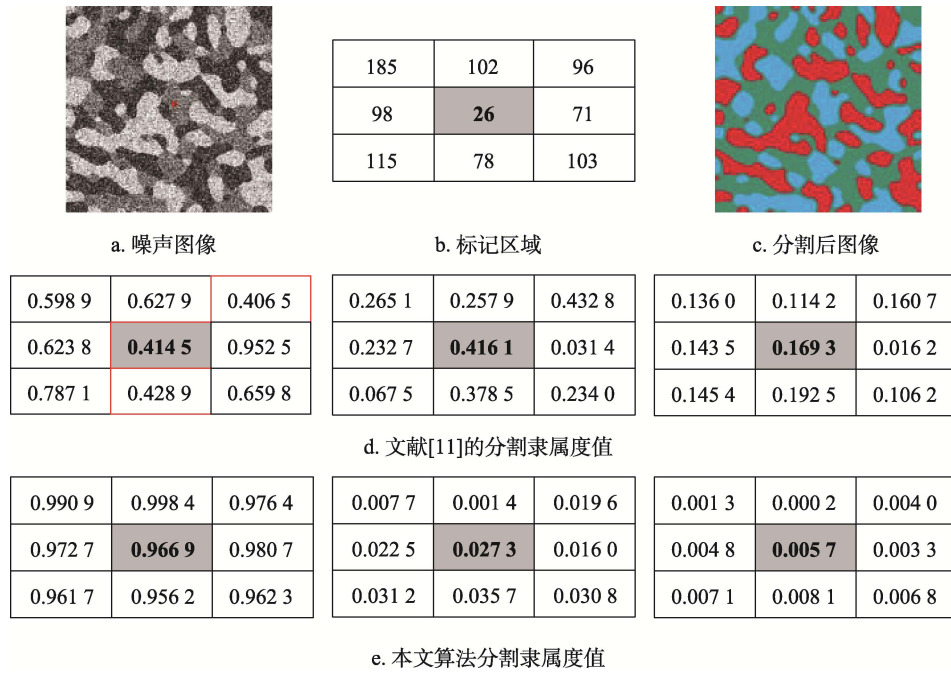 185 102 96
98 26 71
115 78 103
a. 噪声图像 b. 标记区域 c. 分割后图像
0.598 9 0.627 9 0.406 5 0.265 1 0.257 9 0.432 8 0.136 0 0.114 2 0.160 7
0.623 8 0.414 5 0.952 5 0.232 7 0.416 1 0.031 4 0.143 5 0.169 3 0.016 2
0.787 1 0.428 9 0.659 8 0.067 5 0.378 5 0.234 0 0.145 4 0.192 5 0.106 2
d. 文献[11]的分割隶属度值
0.990 9 0.998 4 0.976 4 0.007 7 0.001 4 0.019 6 0.001 3 0.000 2 0.004 0
0.972 7 0.966 9 0.980 7 0.022 5 0.027 3 0.016 0 0.004 8 0.005 7 0.003 3
0.961 7 0.956 2 0.962 3 0.031 2 0.035 7 0.030 8 0.007 1 0.008 1 0.006 8
e. 本文算法分割隶属度值